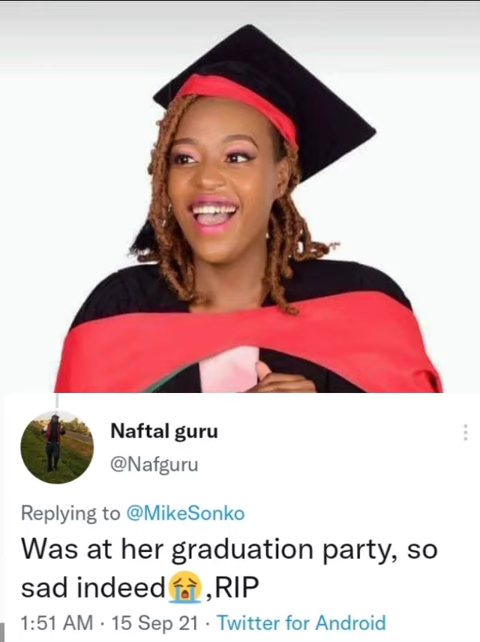 Naftal guru
@Nafguru
Replying to @MikeSonko
Was at her graduation party, so
sad indeed😭,RIP
1:51 AM · 15 Sep 21 · Twitter for Android